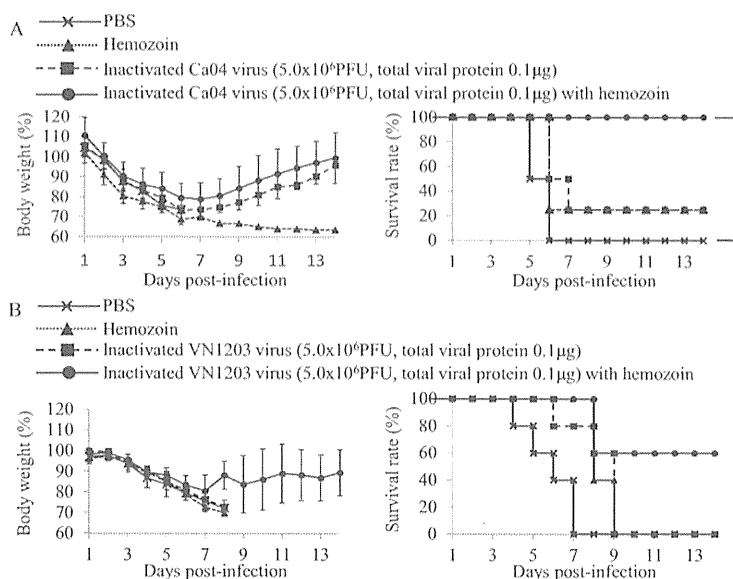 A
PBS
Hemozoin
Inactivated Ca04 virus (5.0x10⁶PFU, total viral protein 0.1μg)
Inactivated Ca04 virus (5.0x10⁶PFU, total viral protein 0.1μg) with hemozoin
Body weight (%)
120
110
100
90
80
70
60
1 3 5 7 9 11 13
Days post-infection
Survival rate (%)
100
80
60
40
20
0
1 3 5 7 9 11 13
Days post-infection
B
PBS
Hemozoin
Inactivated VN1203 virus (5.0x10⁶PFU, total viral protein 0.1μg)
Inactivated VN1203 virus (5.0x10⁶PFU, total viral protein 0.1μg) with hemozoin
Body weight (%)
120
110
100
90
80
70
60
1 3 5 7 9 11 13
Days post-infection
Survival rate (%)
100
80
60
40
20
0
1 3 5 7 9 11 13
Days post-infection